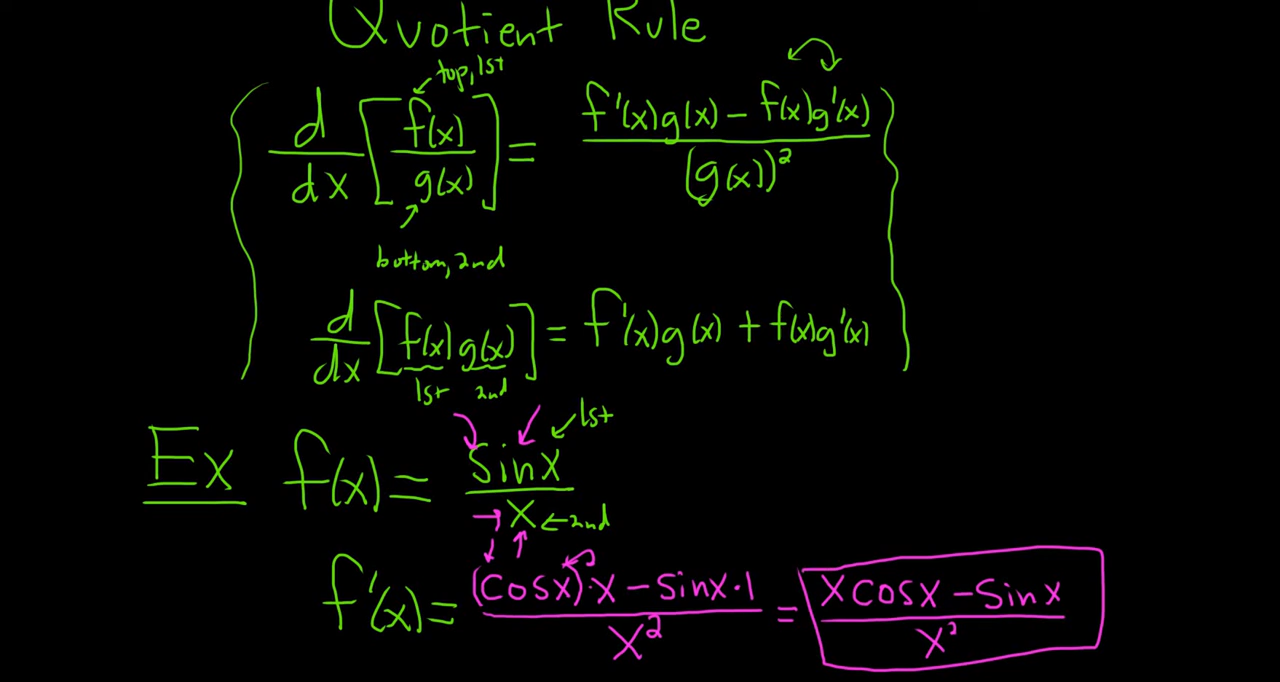 Quotient Rule
top, 1st
d/dx [f(x)/g(x)] = (f'(x)g(x) - f(x)g'(x))/(g(x))²
bottom, 2nd
d/dx [f(x)g(x)] = f'(x)g(x) + f(x)g'(x)
1st 2nd
Ex f(x) = sinx/x ← 1st ← 2nd
f'(x) = ((cosx)·x - sinx·1)/x² = (xcosx - sinx)/x²